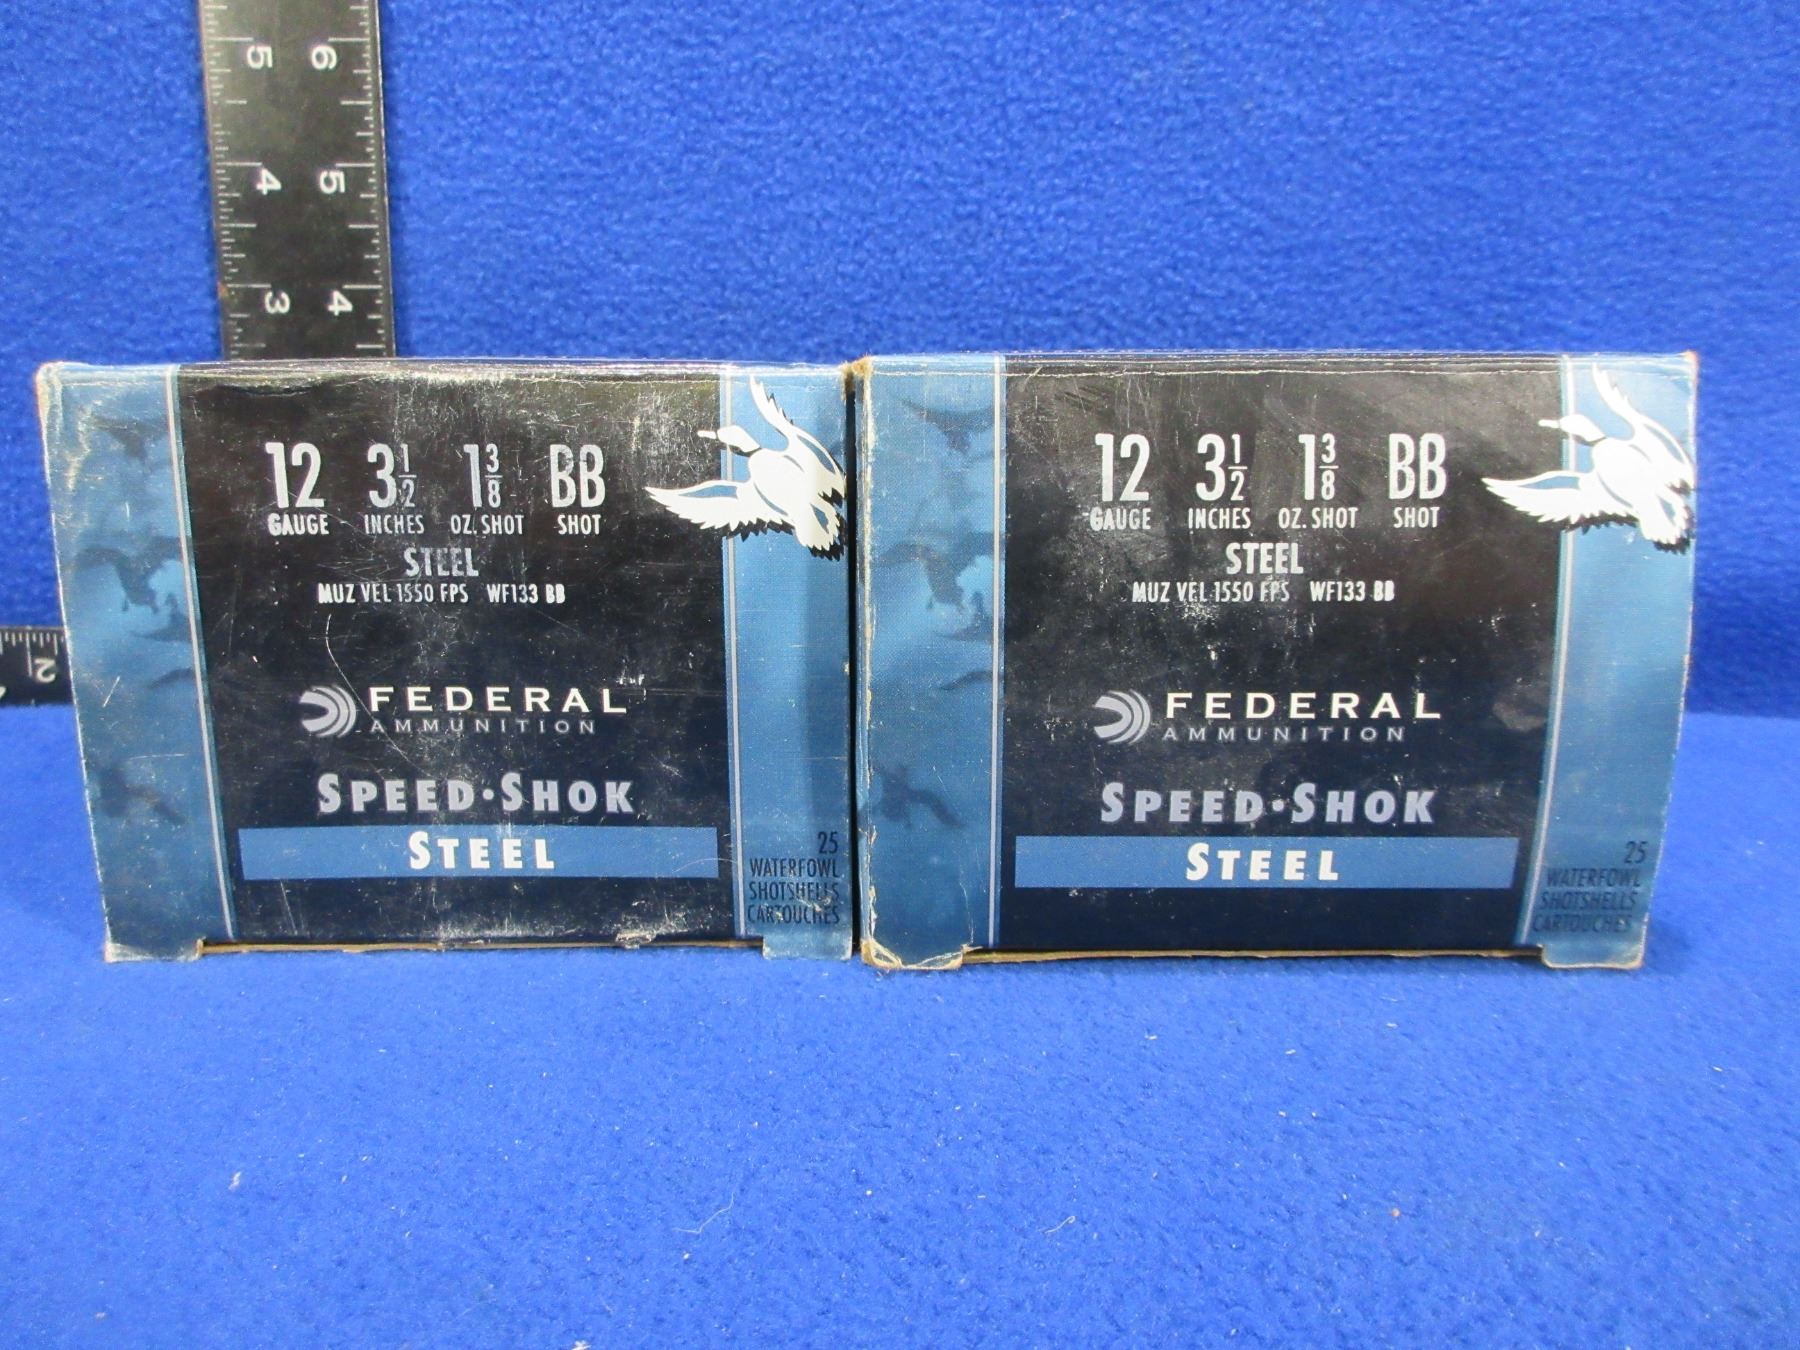 5 6
4 5
3 4
2
12 3 1/2 1 3/8 BB
GAUGE INCHES OZ. SHOT SHOT
STEEL
MUZ VEL 1550 FPS WF133 BB
FEDERAL
AMMUNITION
SPEED·SHOK
STEEL
25
WATERFOWL
SHOTSHELLS
CARTOUCHES
12 3 1/2 1 3/8 BB
GAUGE INCHES OZ. SHOT SHOT
STEEL
MUZ VEL 1550 FPS WF133 BB
FEDERAL
AMMUNITION
SPEED·SHOK
STEEL
25
WATERFOWL
SHOTSHELLS
CARTOUCHES